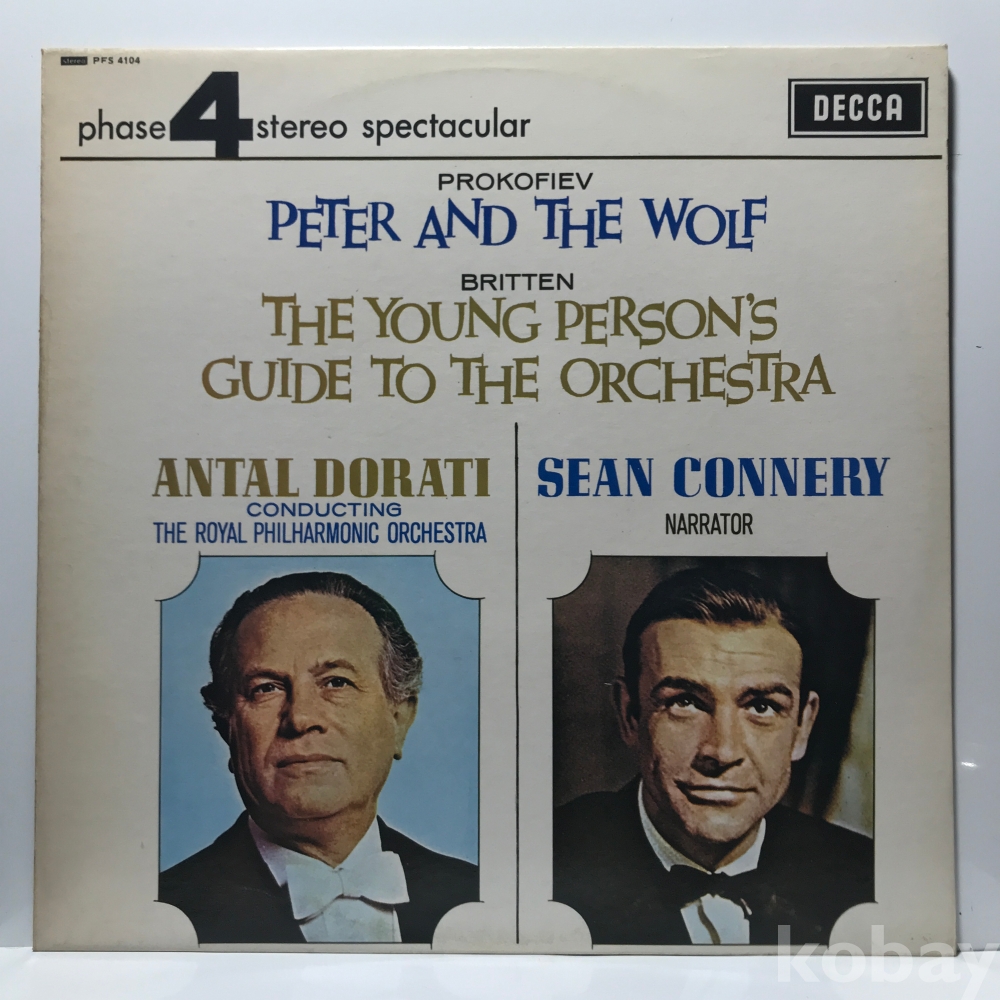 stereo PFS 4104
phase 4 stereo spectacular
DECCA
PROKOFIEV
PETER AND THE WOLF
BRITTEN
THE YOUNG PERSON'S
GUIDE TO THE ORCHESTRA
ANTAL DORATI
CONDUCTING
THE ROYAL PHILHARMONIC ORCHESTRA
SEAN CONNERY
NARRATOR
kobay